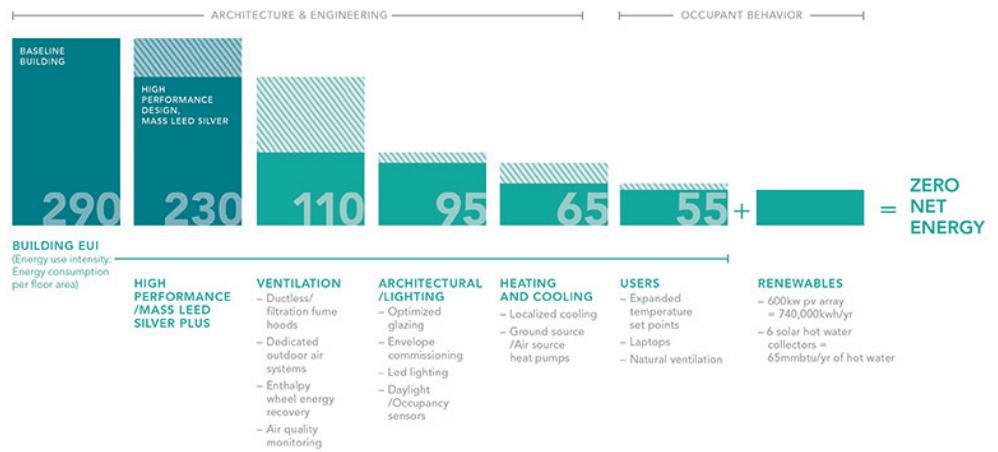 ARCHITECTURE & ENGINEERING
OCCUPANT BEHAVIOR
BASELINE
BUILDING
HIGH
PERFORMANCE
DESIGN,
MASS LEED SILVER
290
230
110
95
65
55
+
=
ZERO
NET
ENERGY
BUILDING EUI
(Energy use intensity:
Energy consumption
per floor area)
HIGH
PERFORMANCE
/MASS LEED
SILVER PLUS
VENTILATION
– Ductless/
filtration fume
hoods
– Dedicated
outdoor air
systems
– Enthalpy
wheel energy
recovery
– Air quality
monitoring
ARCHITECTURAL
/LIGHTING
– Optimized
glazing
– Envelope
commissioning
– Led lighting
– Daylight
/Occupancy
sensors
HEATING
AND COOLING
– Localized cooling
– Ground source
/Air source
heat pumps
USERS
– Expanded
temperature
set points
– Laptops
– Natural ventilation
RENEWABLES
– 600kw pv array
= 740,000kwh/yr
– 6 solar hot water
collectors =
65mmbtu/yr of hot water